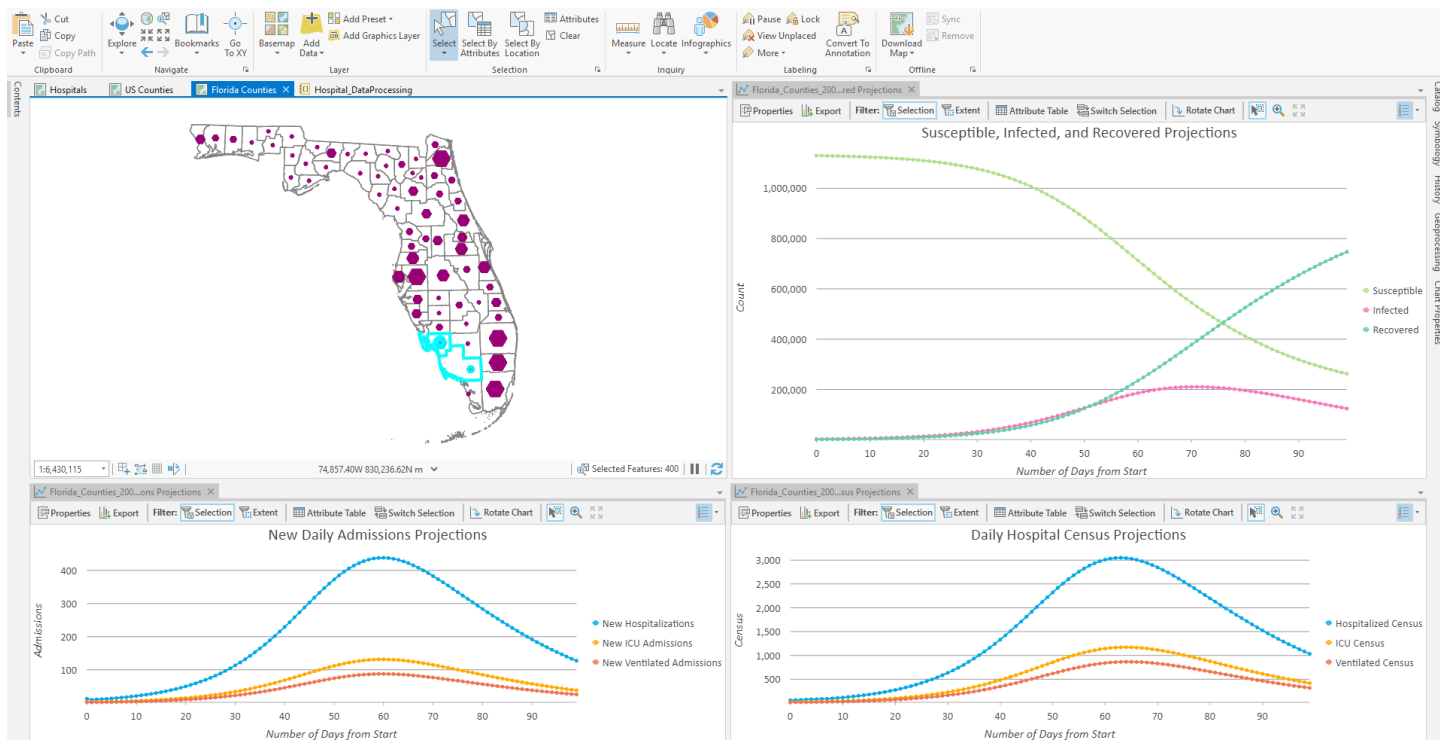 Paste
Cut
Copy
Copy Path
Clipboard
Explore
Bookmarks
Go To XY
Navigate
Basemap
Add Data
Add Preset
Add Graphics Layer
Layer
Select
Select By Attributes
Select By Location
Attributes
Clear
Selection
Measure
Locate
Infographics
Inquiry
Pause
Lock
View Unplaced
More
Convert To Annotation
Labeling
Download Map
Sync
Remove
Offline
Contents
Hospitals
US Counties
Florida Counties
Hospital_DataProcessing
1:6,430,115
74,857.40W 830,236.62N m
Selected Features: 400
Florida_Counties_200...red Projections
Properties Export Filter: Selection Extent Attribute Table Switch Selection Rotate Chart
Susceptible, Infected, and Recovered Projections
Count
1,000,000
800,000
600,000
400,000
200,000
0 10 20 30 40 50 60 70 80 90
Number of Days from Start
Susceptible
Infected
Recovered
Catalog
Symbology
History
Geoprocessing
Chart Properties
Florida_Counties_200...ons Projections
Properties Export Filter: Selection Extent Attribute Table Switch Selection Rotate Chart
New Daily Admissions Projections
Admissions
400
300
200
100
0 10 20 30 40 50 60 70 80 90
Number of Days from Start
New Hospitalizations
New ICU Admissions
New Ventilated Admissions
Florida_Counties_200...sus Projections
Properties Export Filter: Selection Extent Attribute Table Switch Selection Rotate Chart
Daily Hospital Census Projections
Census
3,000
2,500
2,000
1,500
1,000
500
0 10 20 30 40 50 60 70 80 90
Number of Days from Start
Hospitalized Census
ICU Census
Ventilated Census